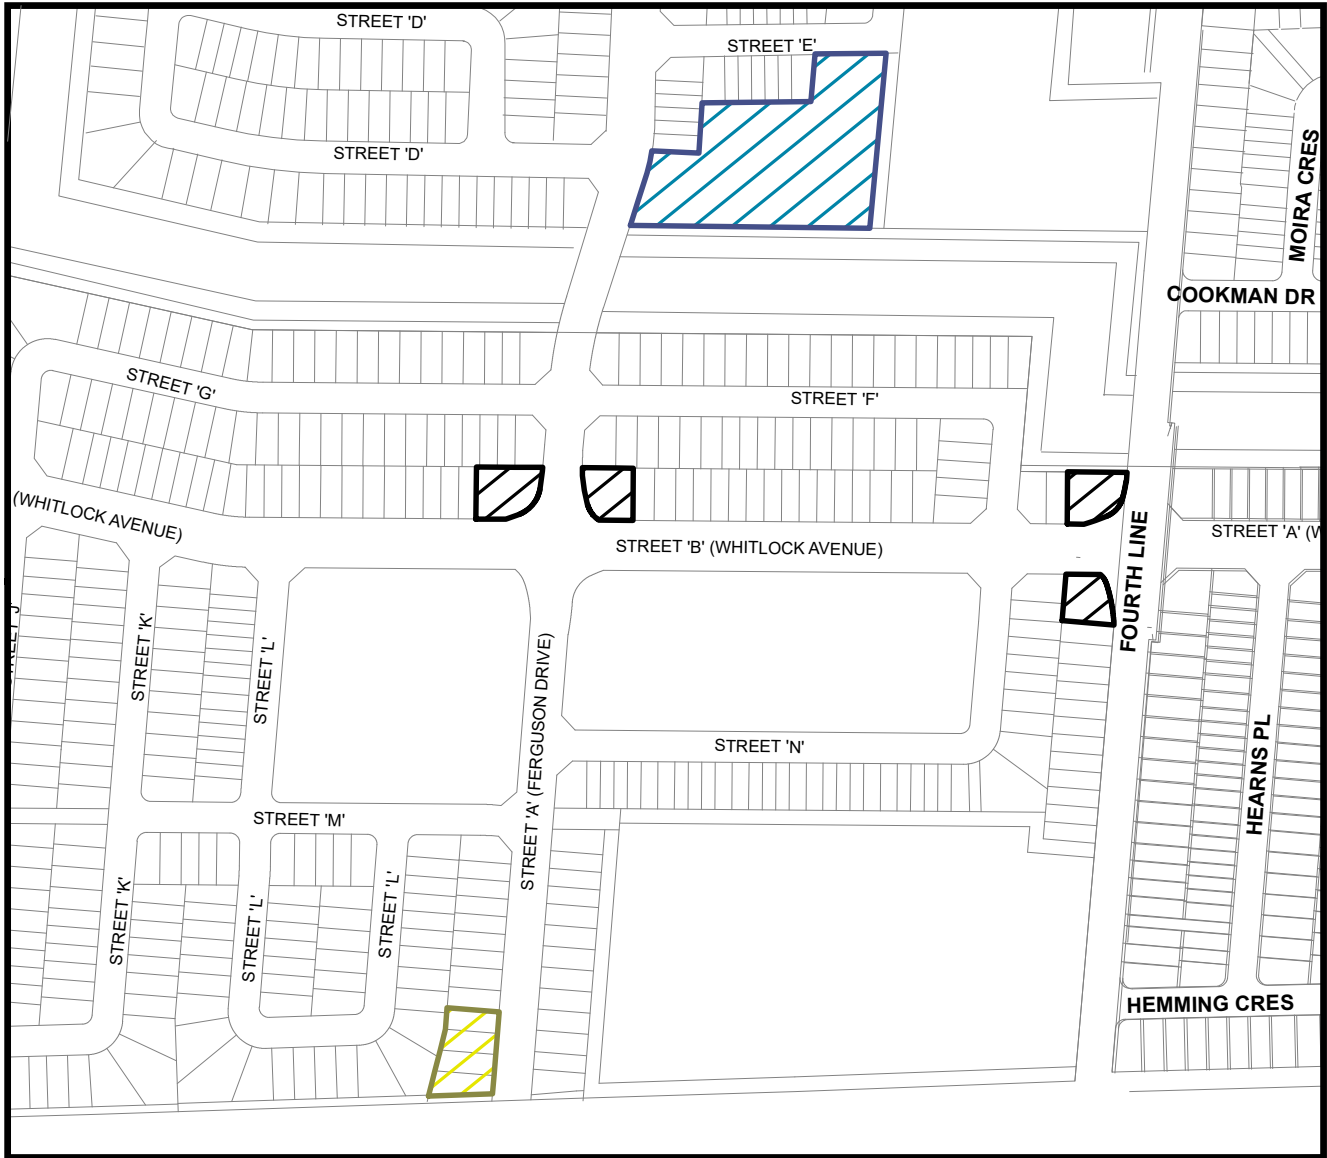 STREET 'D'
STREET 'E'
STREET 'D'
MOIRA CRES
COOKMAN DR
STREET 'G'
STREET 'F'
(WHITLOCK AVENUE)
STREET 'B' (WHITLOCK AVENUE)
STREET 'A' (W
FOURTH LINE
STREET 'J'
STREET 'K'
STREET 'L'
STREET 'A' (FERGUSON DRIVE)
STREET 'N'
HEARNS PL
STREET 'M'
STREET 'K'
STREET 'L'
STREET 'L'
HEMMING CRES